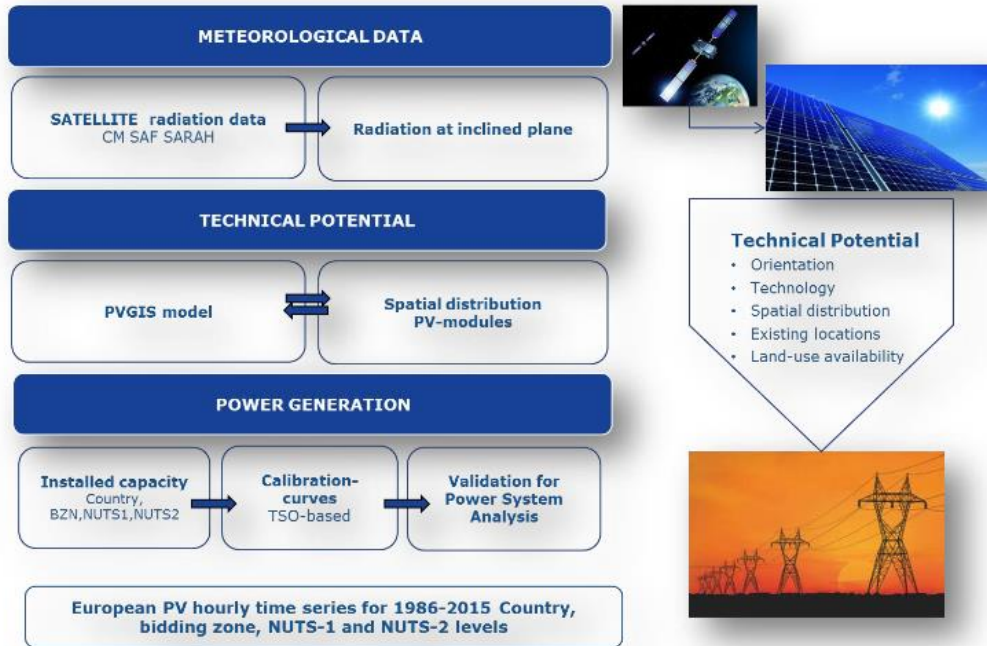 METEOROLOGICAL DATA
SATELLITE radiation data
CM SAF SARAH
Radiation at inclined plane
TECHNICAL POTENTIAL
PVGIS model
Spatial distribution
PV-modules
POWER GENERATION
Installed capacity
Country,
BZN,NUTS1,NUTS2
Calibration-
curves
TSO-based
Validation for
Power System
Analysis
European PV hourly time series for 1986-2015 Country,
bidding zone, NUTS-1 and NUTS-2 levels
Technical Potential
• Orientation
• Technology
• Spatial distribution
• Existing locations
• Land-use availability